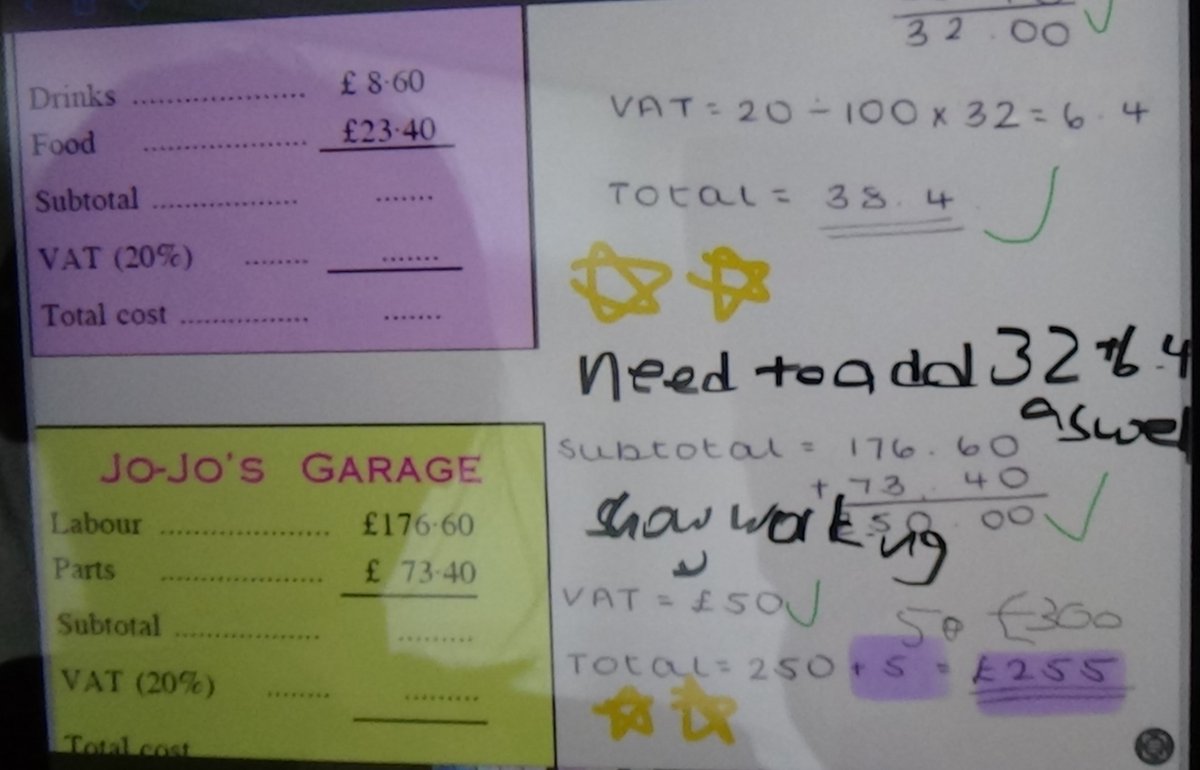 Drinks .................... £ 8·60
Food ................... £23·40
Subtotal ................. .......
VAT (20%) ........ .......
Total cost ............... .......
32.00
VAT = 20 ÷ 100 x 32 = 6.4
Total = 38.4
Need to add 32+6.4
aswel
JO-JO'S GARAGE
Labour .................... £176·60
Parts ................... £ 73·40
Subtotal ................. .........
VAT (20%) ........ .........
Total cost
Subtotal = 176.60
+ 73.40
250.00
Show working
VAT = £50
50 £300
Total = 250 + 5 = £255